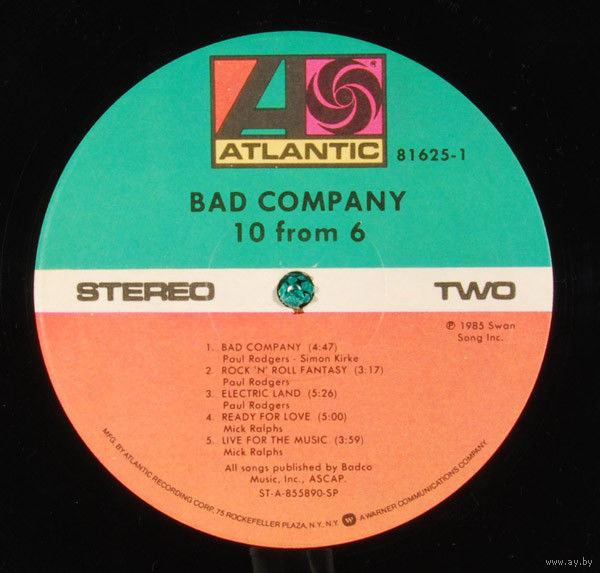 ATLANTIC
®
81625-1
BAD COMPANY
10 from 6
STEREO
TWO
℗ 1985 Swan
Song Inc.
1. BAD COMPANY (4:47)
Paul Rodgers - Simon Kirke
2. ROCK 'N' ROLL FANTASY (3:17)
Paul Rodgers
3. ELECTRIC LAND (5:26)
Paul Rodgers
4. READY FOR LOVE (5:00)
Mick Ralphs
5. LIVE FOR THE MUSIC (3:59)
Mick Ralphs
All songs published by Badco
Music, Inc., ASCAP.
ST-A-855890-SP
MFG. BY ATLANTIC RECORDING CORP., 75 ROCKEFELLER PLAZA, N.Y., N.Y. W A WARNER COMMUNICATIONS COMPANY.
www.ay.by